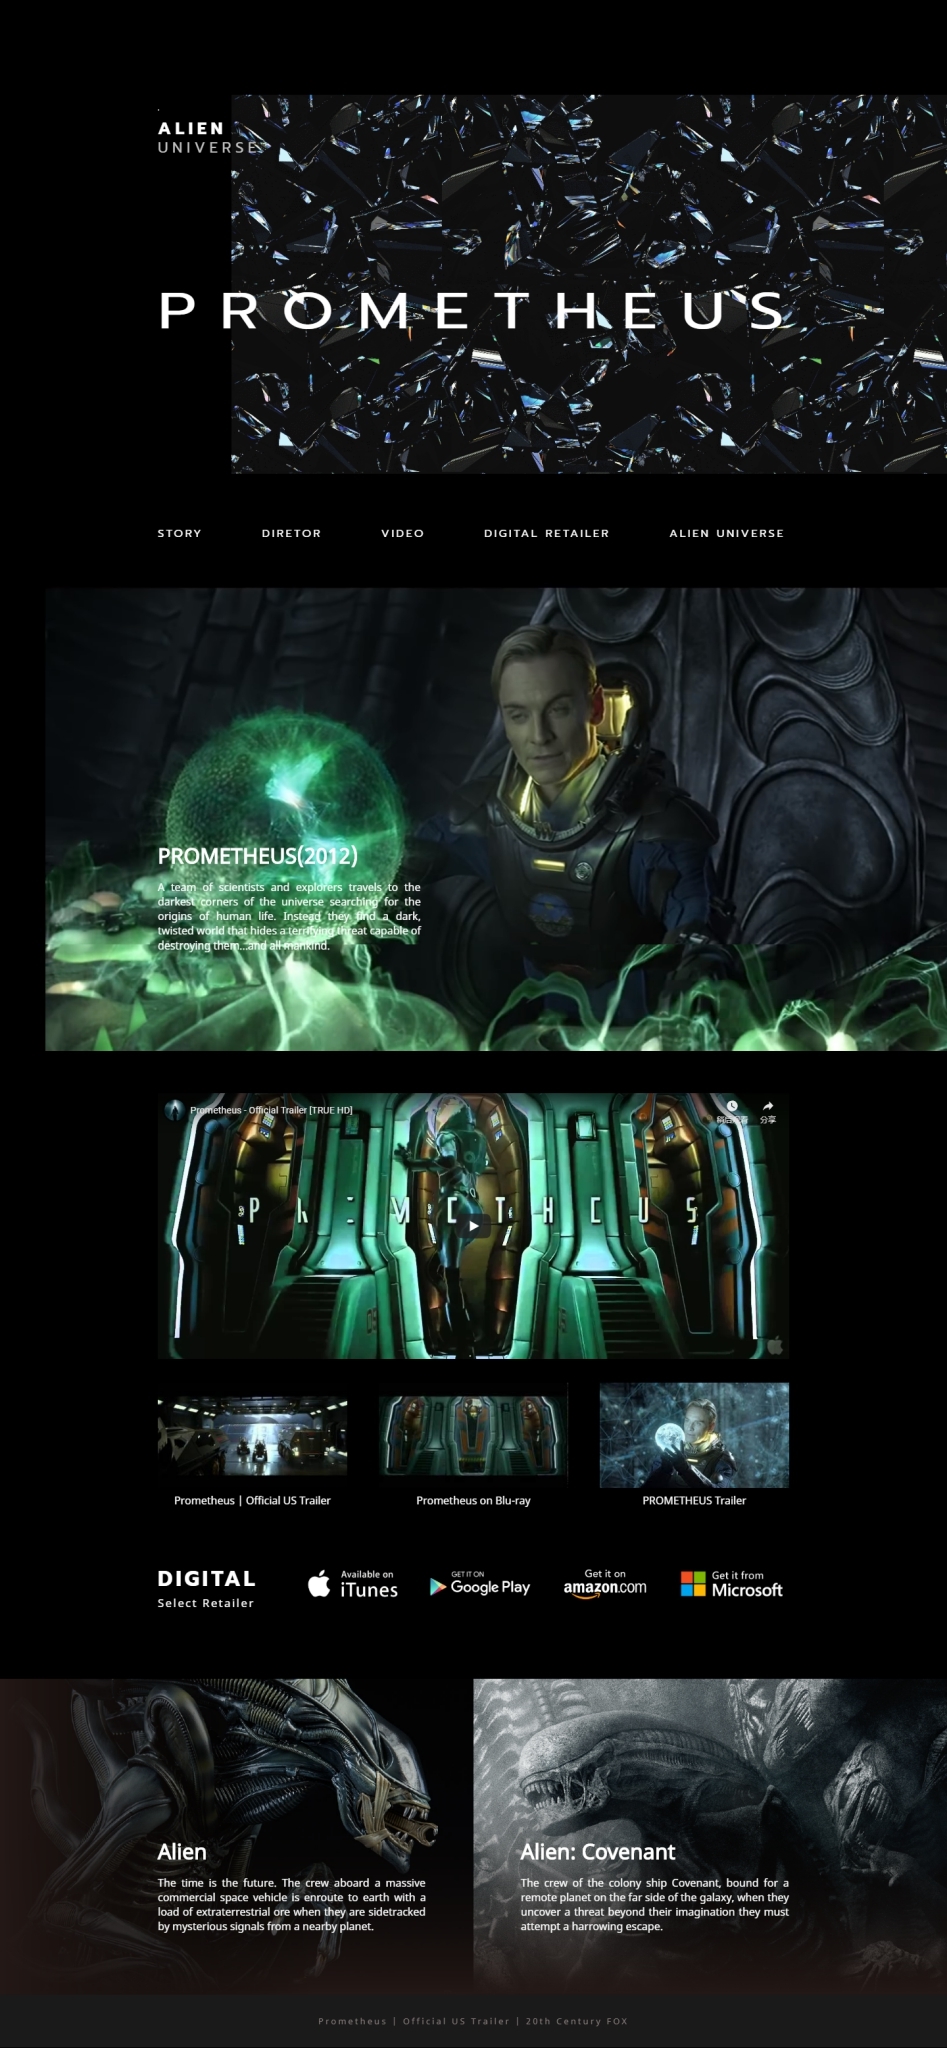 ALIEN
UNIVERSE
PROMETHEUS
STORY
DIRETOR
VIDEO
DIGITAL RETAILER
ALIEN UNIVERSE
PROMETHEUS(2012)
A team of scientists and explorers travels to the
darkest corners of the universe searching for the
origins of human life. Instead they find a dark,
twisted world that hides a terrifying threat capable of
destroying them...and all mankind.
Prometheus - Official Trailer [TRUE HD]
稍后观看
分享
Prometheus | Official US Trailer
Prometheus on Blu-ray
PROMETHEUS Trailer
DIGITAL
Select Retailer
Available on
iTunes
GET IT ON
Google Play
Get it on
amazon.com
Get it from
Microsoft
Alien
The time is the future. The crew aboard a massive
commercial space vehicle is enroute to earth with a
load of extraterrestrial ore when they are sidetracked
by mysterious signals from a nearby planet.
Alien: Covenant
The crew of the colony ship Covenant, bound for a
remote planet on the far side of the galaxy, when they
uncover a threat beyond their imagination they must
attempt a harrowing escape.
Prometheus | Official US Trailer | 20th Century FOX